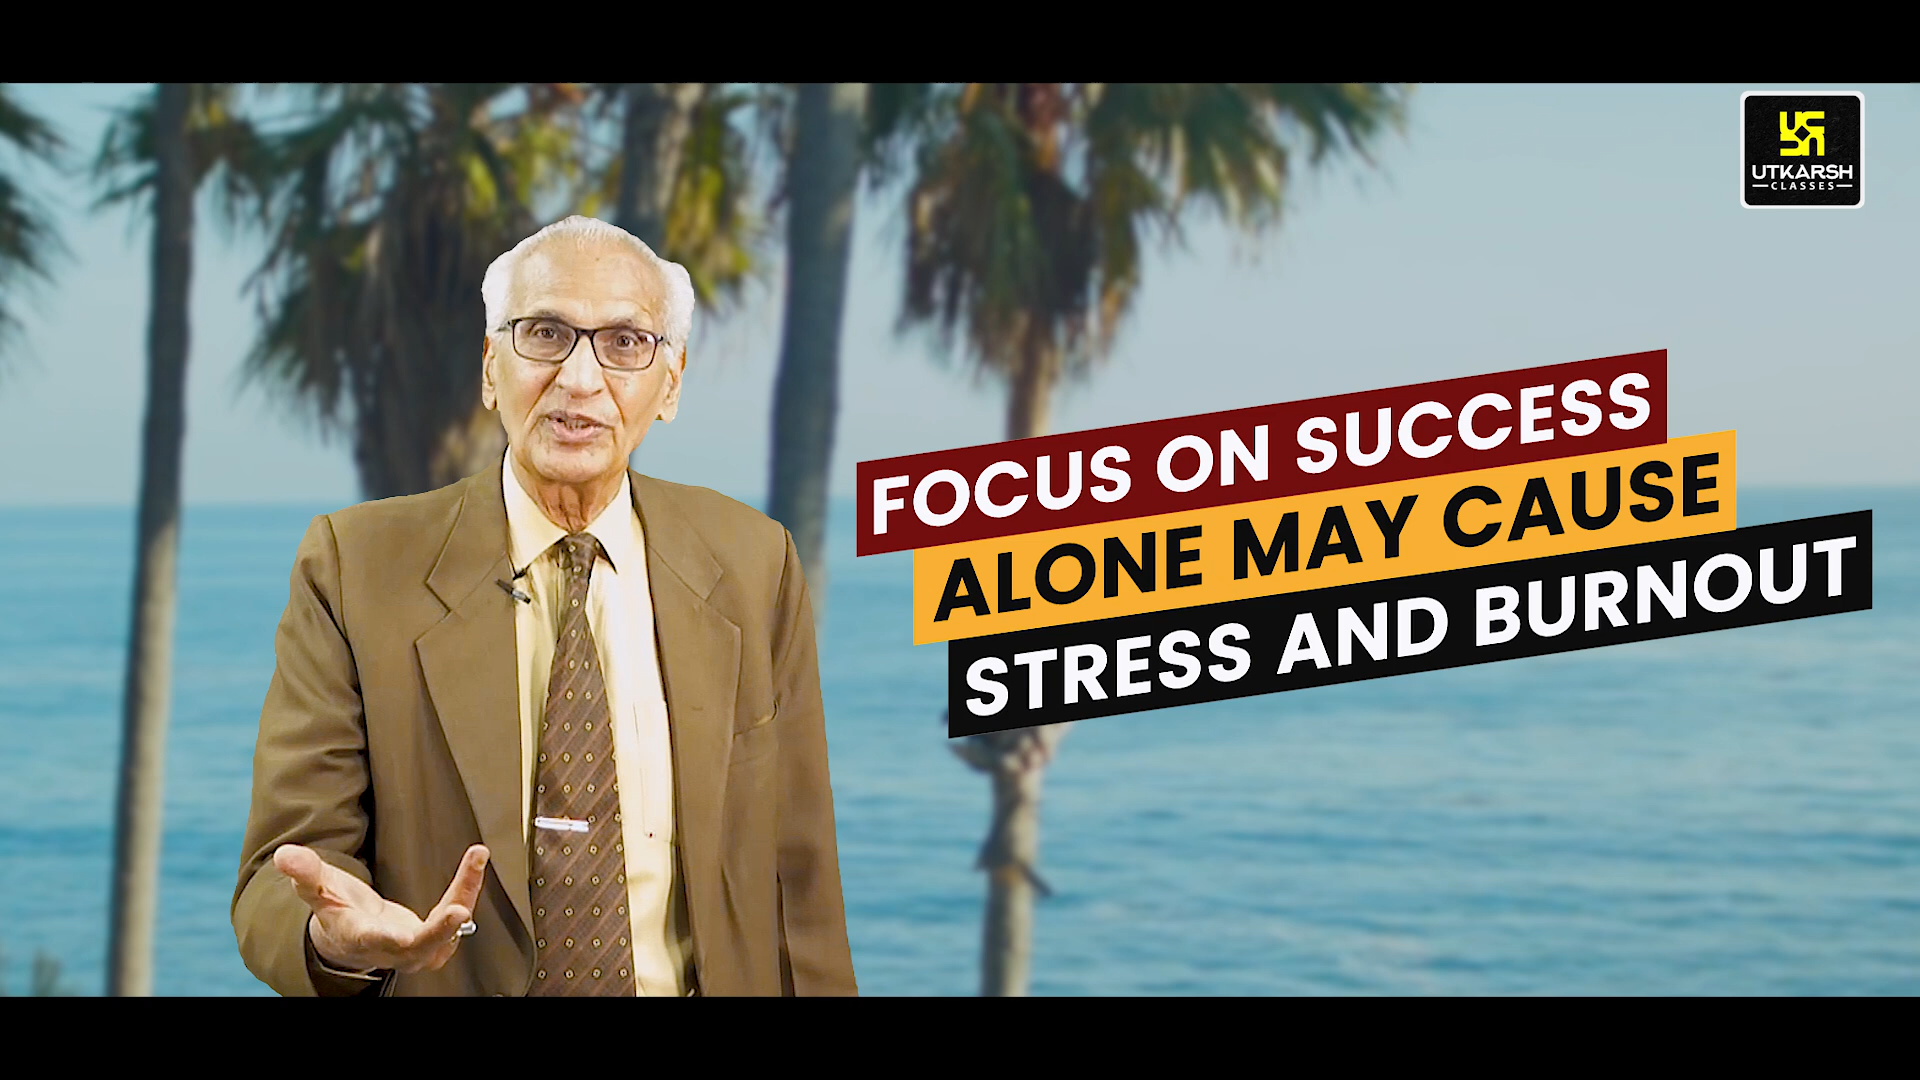 UTKARSH
CLASSES
FOCUS ON SUCCESS
ALONE MAY CAUSE
STRESS AND BURNOUT